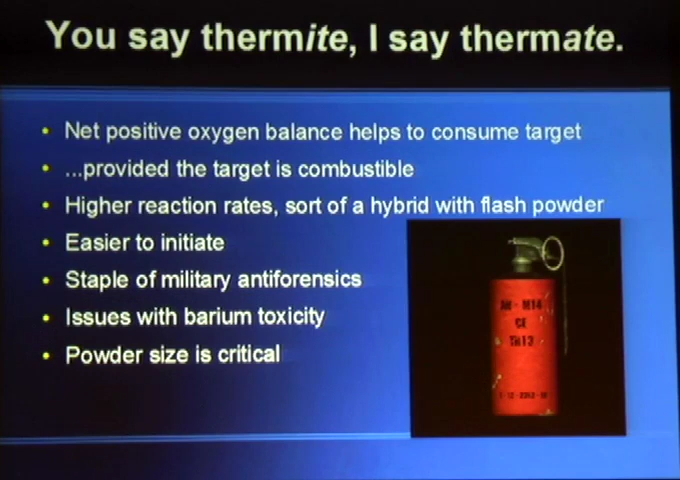 You say thermite, I say thermate.
• Net positive oxygen balance helps to consume target
• ...provided the target is combustible
• Higher reaction rates, sort of a hybrid with flash powder
• Easier to initiate
• Staple of military antiforensics
• Issues with barium toxicity
• Powder size is critical
M14